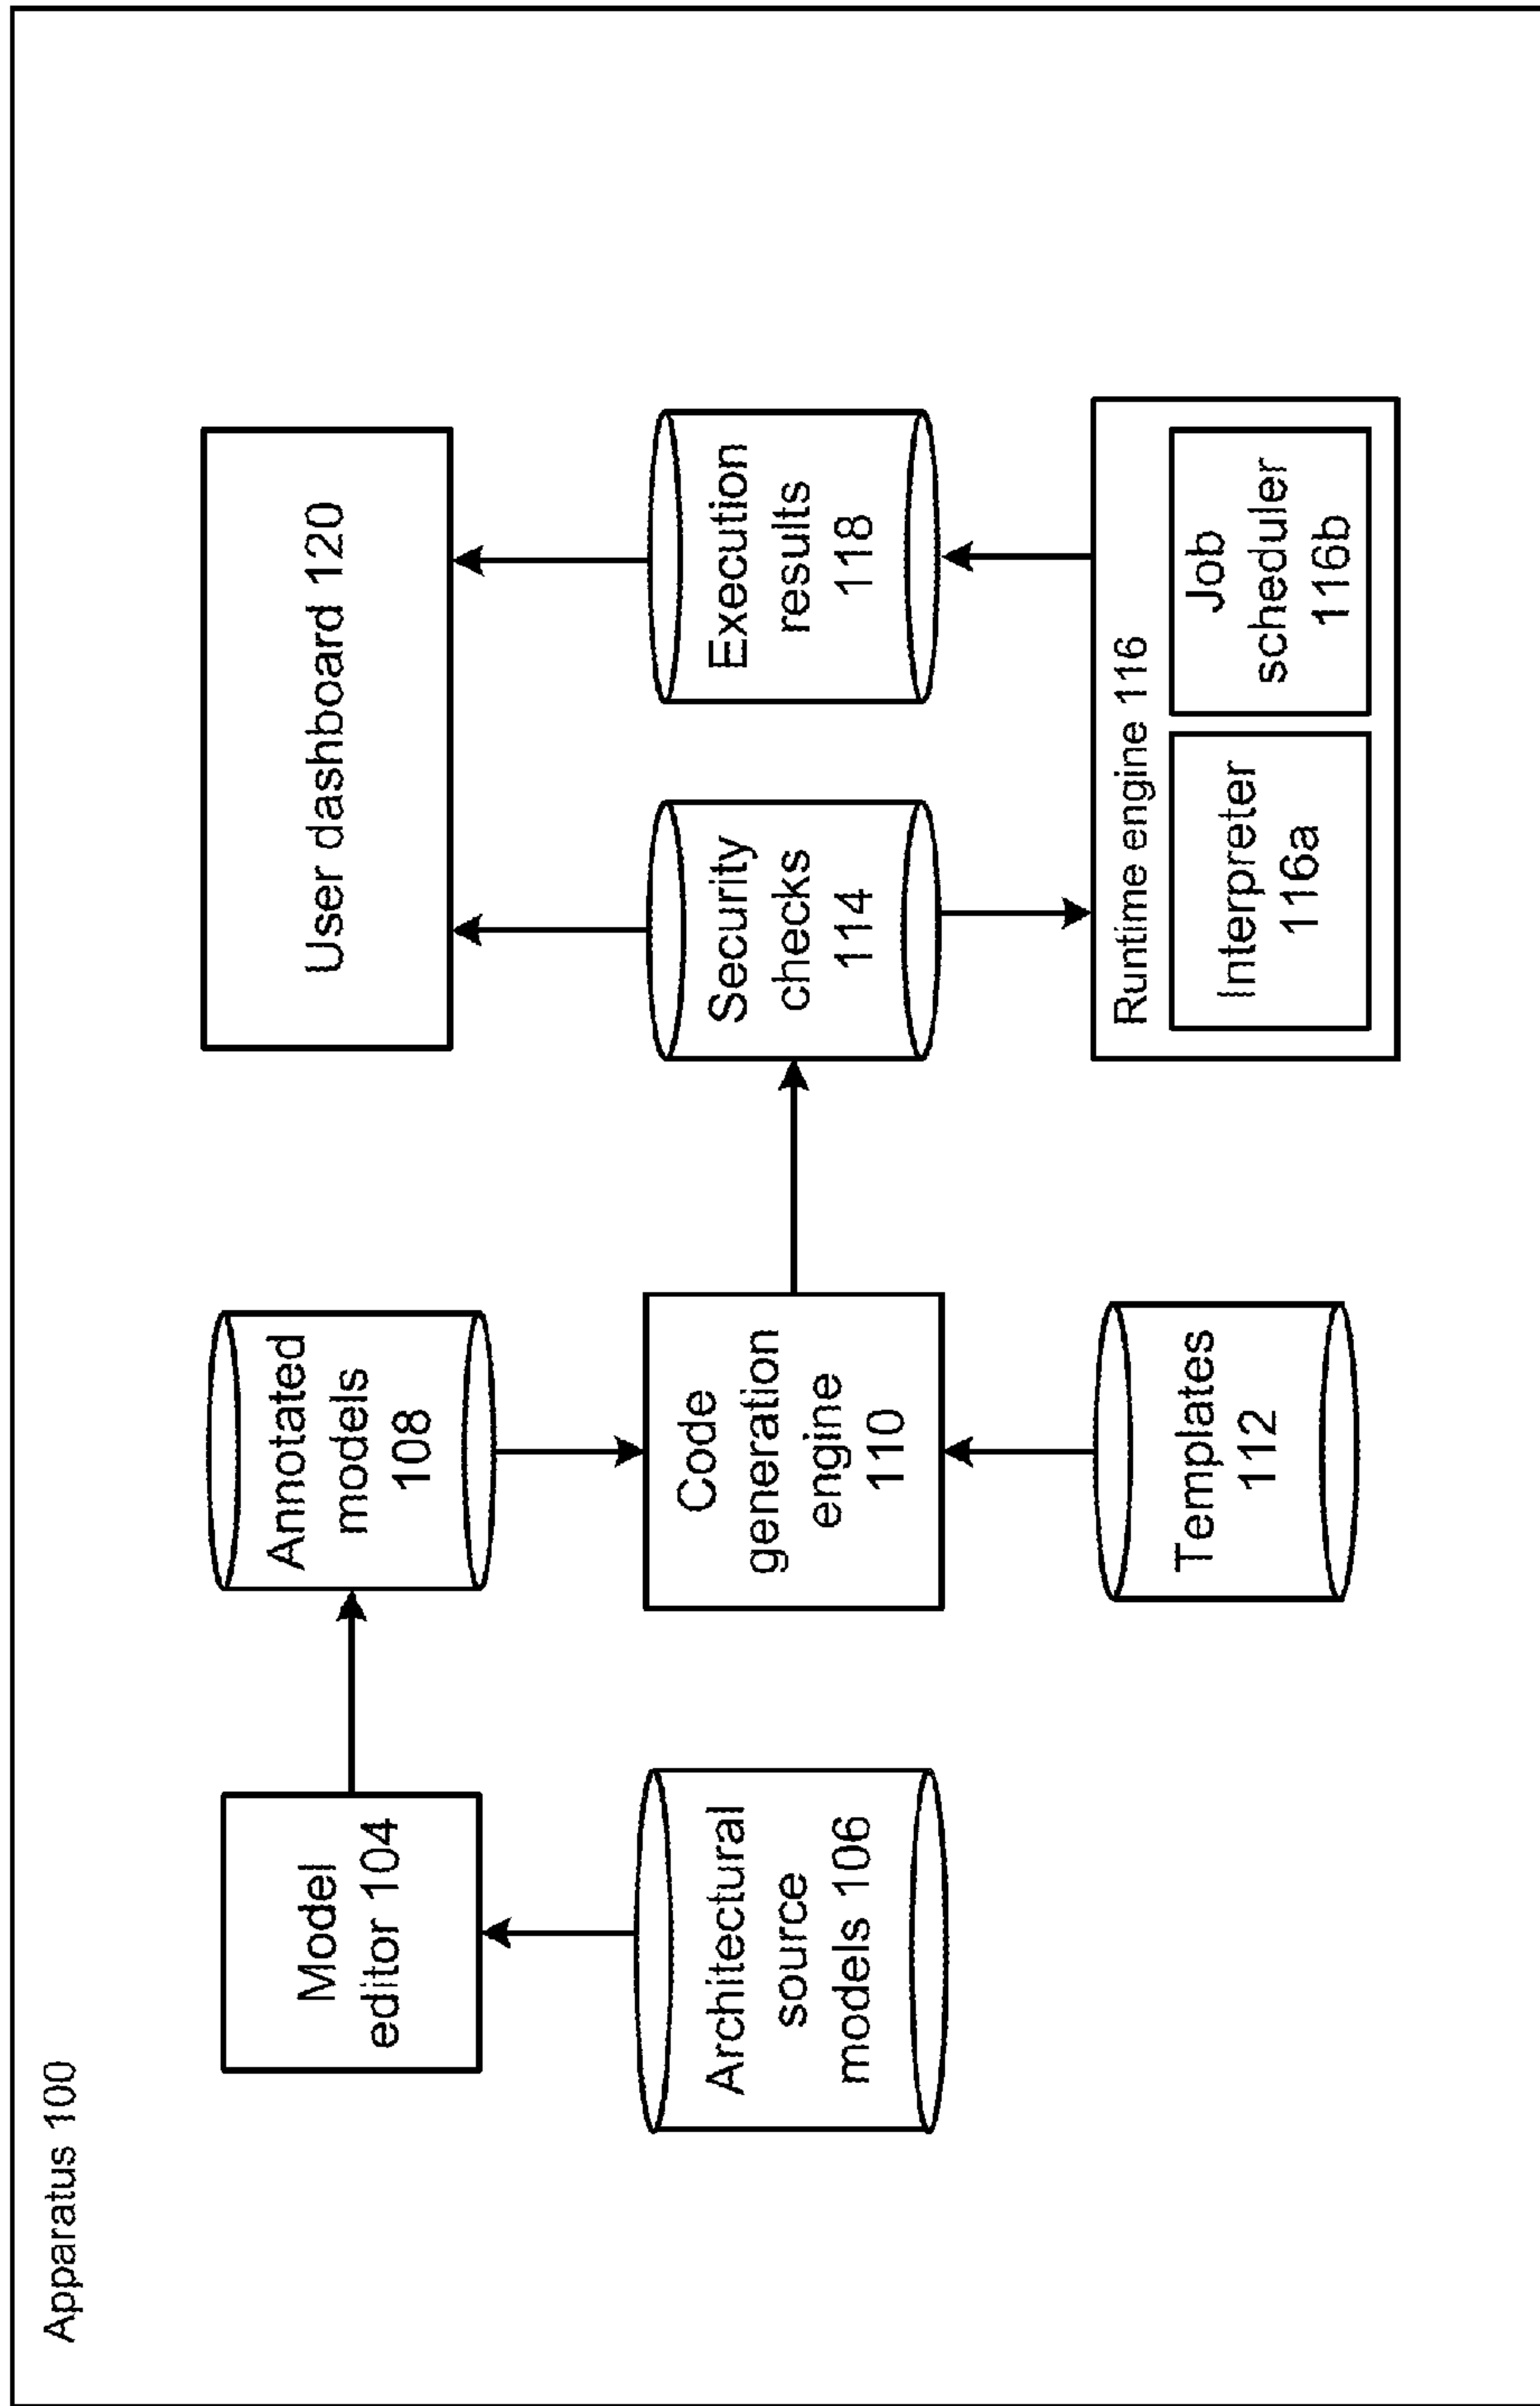 Apparatus 100
Model
editor 104
Architectural
source
models 106
Annotated
models
108
Code
generation
engine
110
Templates
112
User dashboard 120
Security
checks
114
Execution
results
118
Runtime engine 116
Interpreter
116a
Job
scheduler
116b